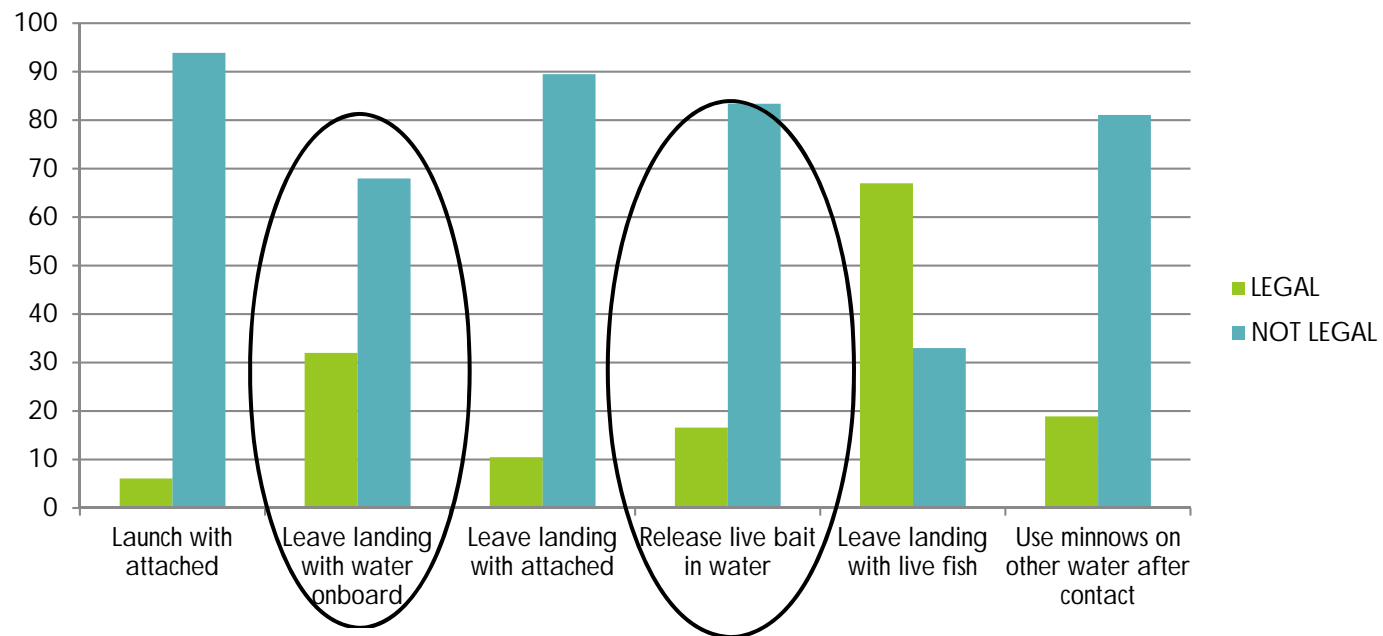 100
90
80
70
60
50
40
30
20
10
0
Launch with
attached
Leave landing
with water
onboard
Leave landing
with attached
Release live bait
in water
Leave landing
with live fish
Use minnows on
other water after
contact
LEGAL
NOT LEGAL